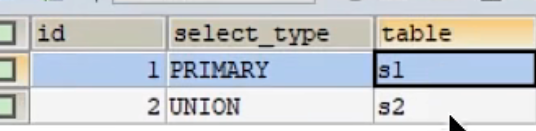 id select_type table
1 PRIMARY s1
2 UNION s2